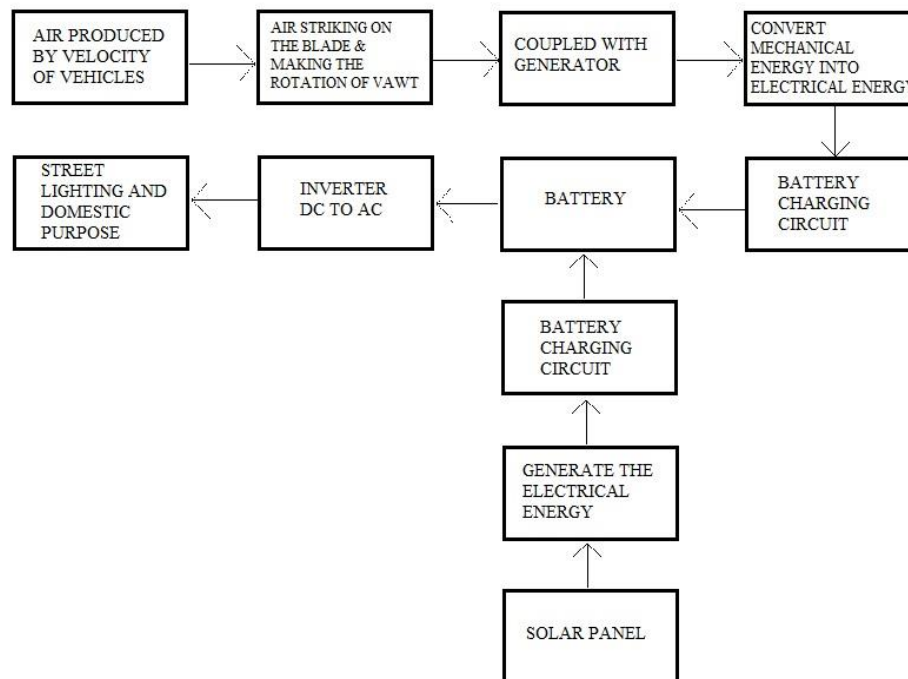 AIR PRODUCED
BY VELOCITY
OF VEHICLES
AIR STRIKING ON
THE BLADE &
MAKING THE
ROTATION OF VAWT
COUPLED WITH
GENERATOR
CONVERT
MECHANICAL
ENERGY INTO
ELECTRICAL ENERGY
STREET
LIGHTING AND
DOMESTIC
PURPOSE
INVERTER
DC TO AC
BATTERY
BATTERY
CHARGING
CIRCUIT
BATTERY
CHARGING
CIRCUIT
GENERATE THE
ELECTRICAL
ENERGY
SOLAR PANEL